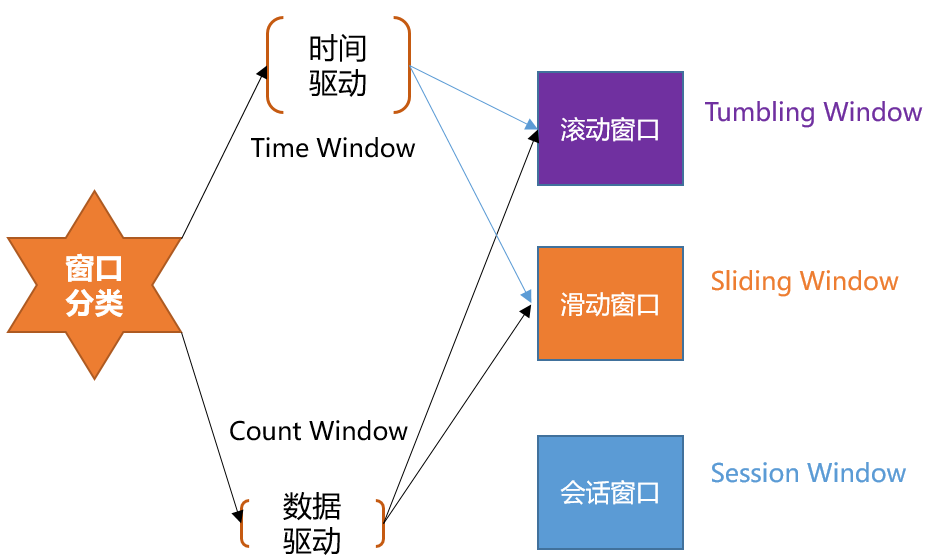 时间
驱动
Time Window
滚动窗口
Tumbling Window
窗口
分类
滑动窗口
Sliding Window
Count Window
数据
驱动
会话窗口
Session Window